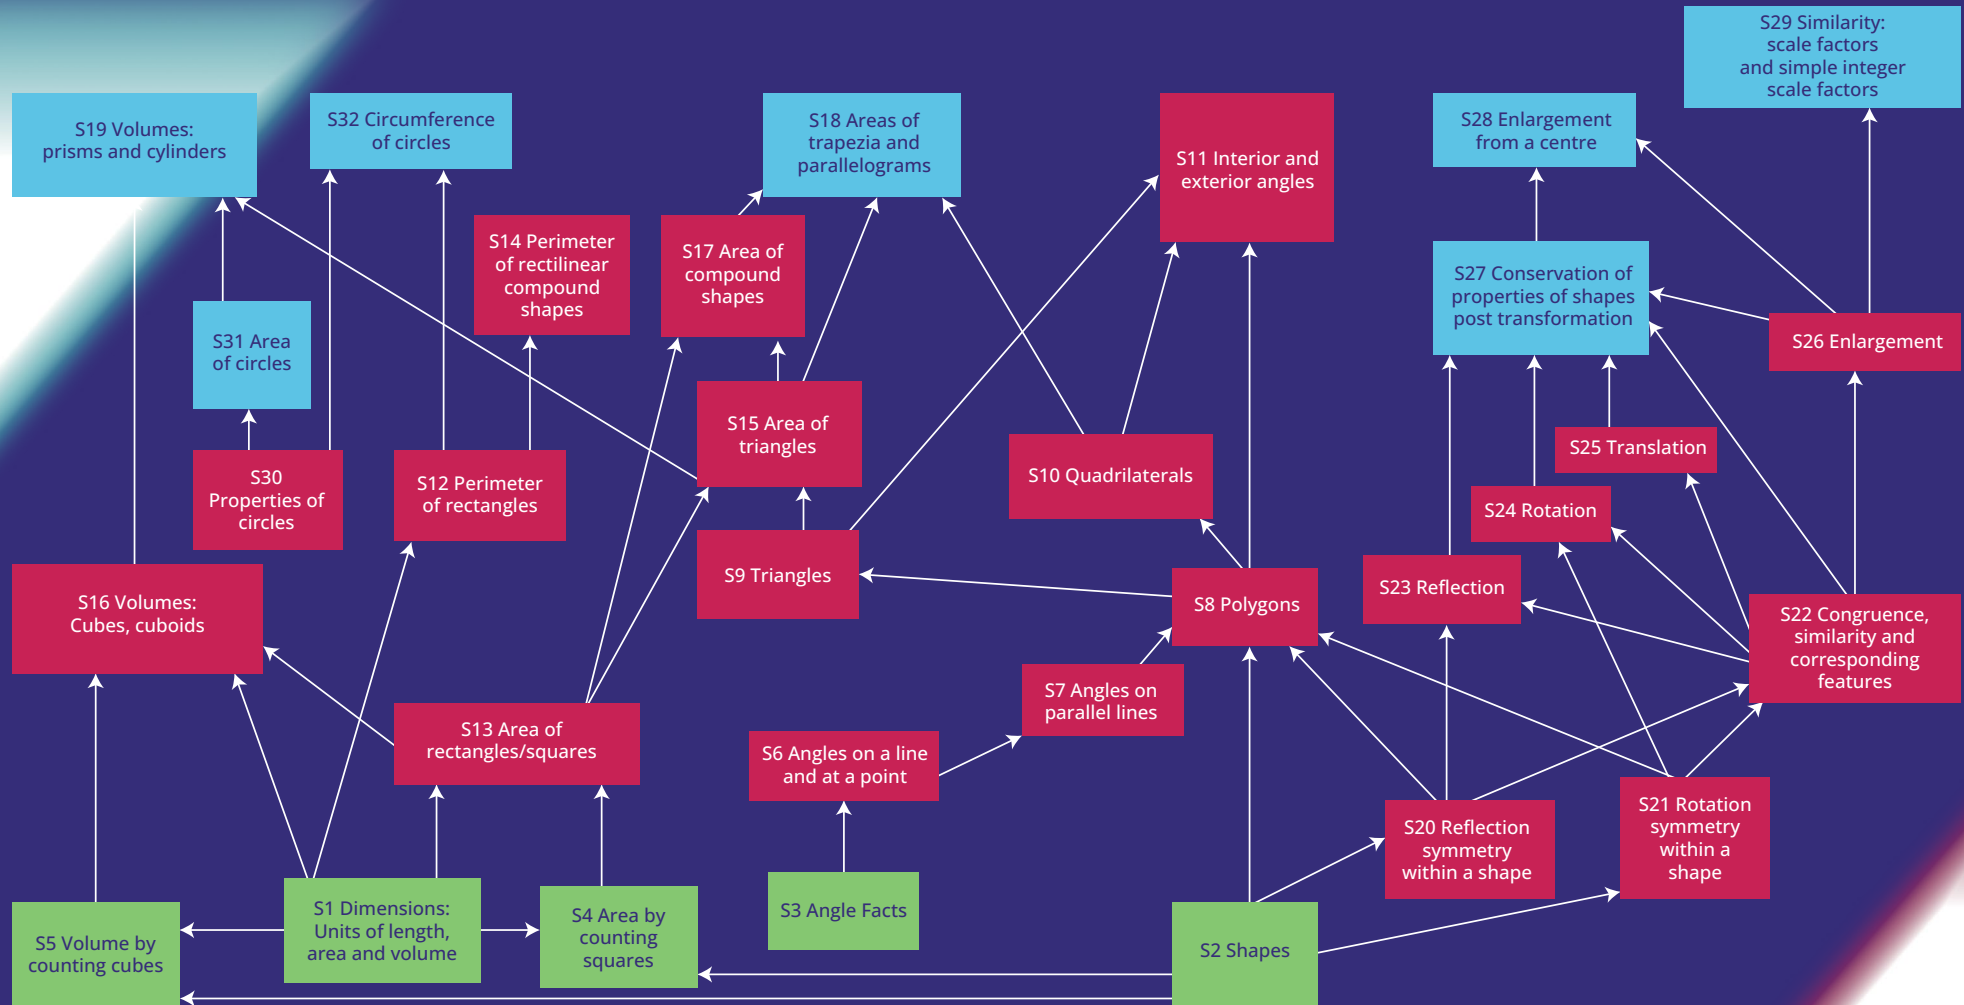 S29 Similarity:
scale factors
and simple integer
scale factors
S19 Volumes:
prisms and cylinders
S32 Circumference
of circles
S18 Areas of
trapezia and
parallelograms
S11 Interior and
exterior angles
S28 Enlargement
from a centre
S14 Perimeter
of rectilinear
compound
shapes
S17 Area of
compound
shapes
S27 Conservation of
properties of shapes
post transformation
S31 Area
of circles
S26 Enlargement
S15 Area of
triangles
S10 Quadrilaterals
S25 Translation
S30
Properties of
circles
S12 Perimeter
of rectangles
S24 Rotation
S9 Triangles
S23 Reflection
S16 Volumes:
Cubes, cuboids
S8 Polygons
S22 Congruence,
similarity and
corresponding
features
S7 Angles on
parallel lines
S13 Area of
rectangles/squares
S6 Angles on a line
and at a point
S20 Reflection
symmetry
within a shape
S21 Rotation
symmetry
within a
shape
S5 Volume by
counting cubes
S1 Dimensions:
Units of length,
area and volume
S4 Area by
counting
squares
S3 Angle Facts
S2 Shapes